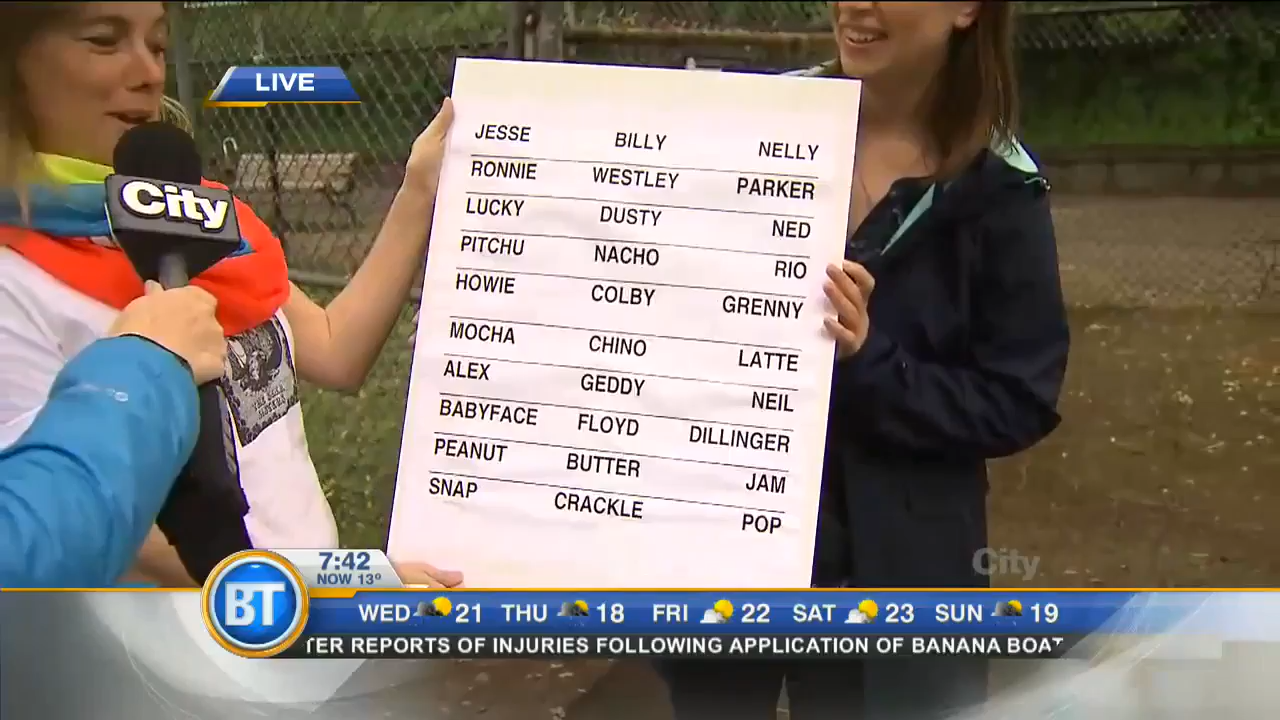 LIVE
City
JESSE BILLY NELLY
RONNIE WESTLEY PARKER
LUCKY DUSTY NED
PITCHU NACHO RIO
HOWIE COLBY GRENNY
MOCHA CHINO LATTE
ALEX GEDDY NEIL
BABYFACE FLOYD DILLINGER
PEANUT BUTTER JAM
SNAP CRACKLE POP
City
7:42
NOW 13°
BT
WED 21 THU 18 FRI 22 SAT 23 SUN 19
TER REPORTS OF INJURIES FOLLOWING APPLICATION OF BANANA BOAT